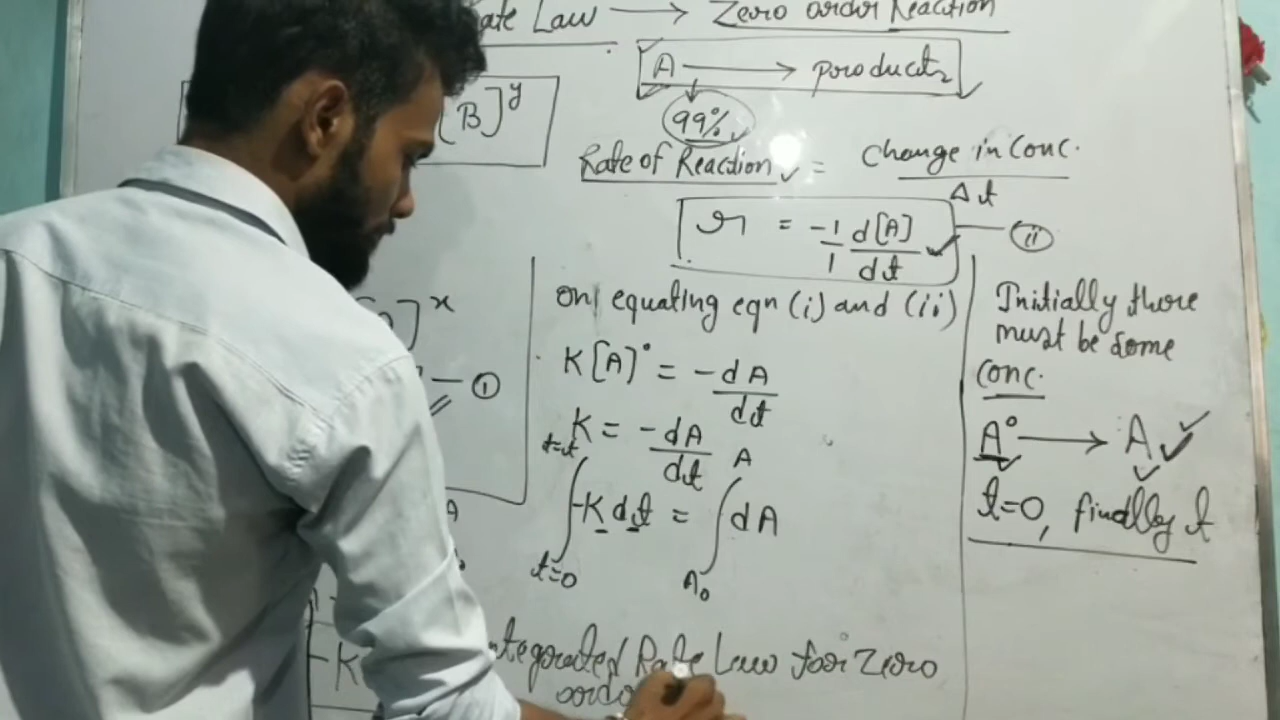 ate Law → Zero order Reaction
A → products
99%
[B]^y
Rate of Reaction = Change in Conc.
Δt
r = -1/1 d[A]/dt — (ii)
]^x
— (1)
on equating eqn (i) and (ii)
K[A]° = -dA/dt
K = -dA/dt
t=t
A
∫-K dt = ∫dA
t=0
A₀
A
-K
Integrated Rate Law for Zero
Initially there
must be some
Conc.
A° → A
t=0, finally t